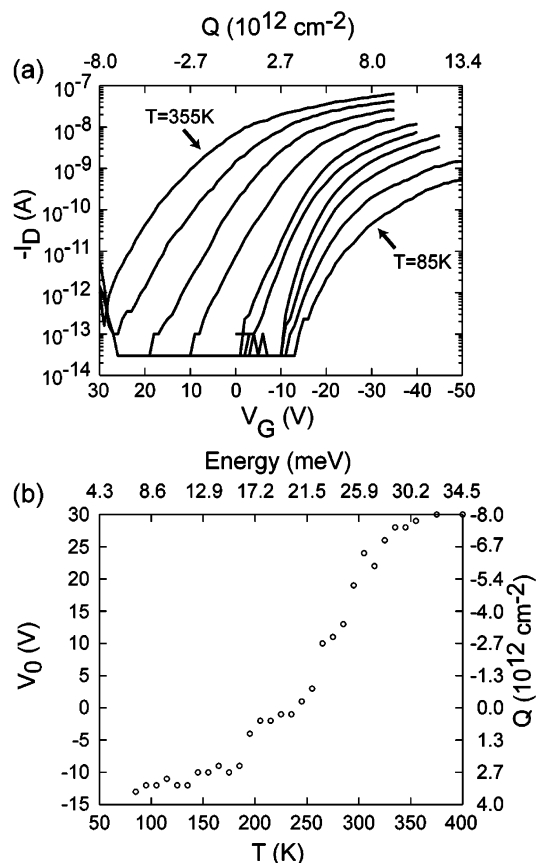 Q (10^12 cm-2)
-8.0 -2.7 2.7 8.0 13.4
(a)
10^-7
10^-8
10^-9
10^-10
10^-11
10^-12
10^-13
10^-14
-I_D (A)
T=355K
T=85K
30 20 10 0 -10 -20 -30 -40 -50
V_G (V)
(b)
Energy (meV)
4.3 8.6 12.9 17.2 21.5 25.9 30.2 34.5
30
25
20
15
10
5
0
-5
-10
-15
V_0 (V)
-8.0
-6.7
-5.4
-4.0
-2.7
-1.3
0.0
1.3
2.7
4.0
Q (10^12 cm-2)
50 100 150 200 250 300 350 400
T (K)